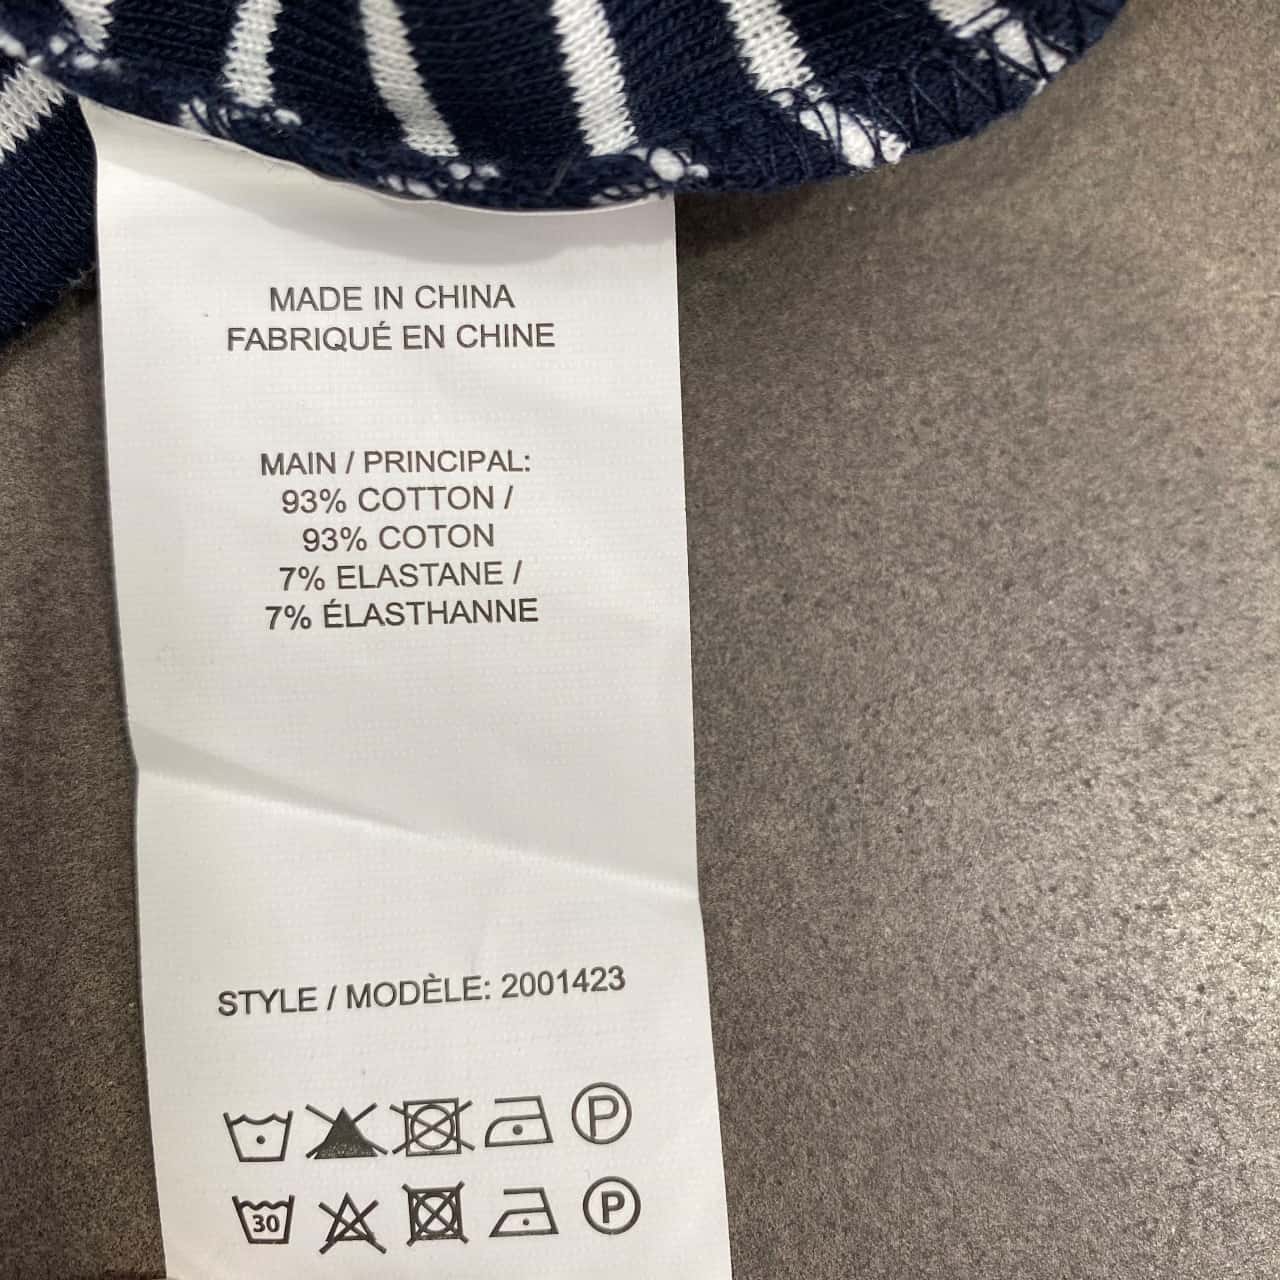 MADE IN CHINA
FABRIQUÉ EN CHINE
MAIN / PRINCIPAL:
93% COTTON /
93% COTON
7% ELASTANE /
7% ÉLASTHANNE
STYLE / MODÈLE: 2001423
P
30 P